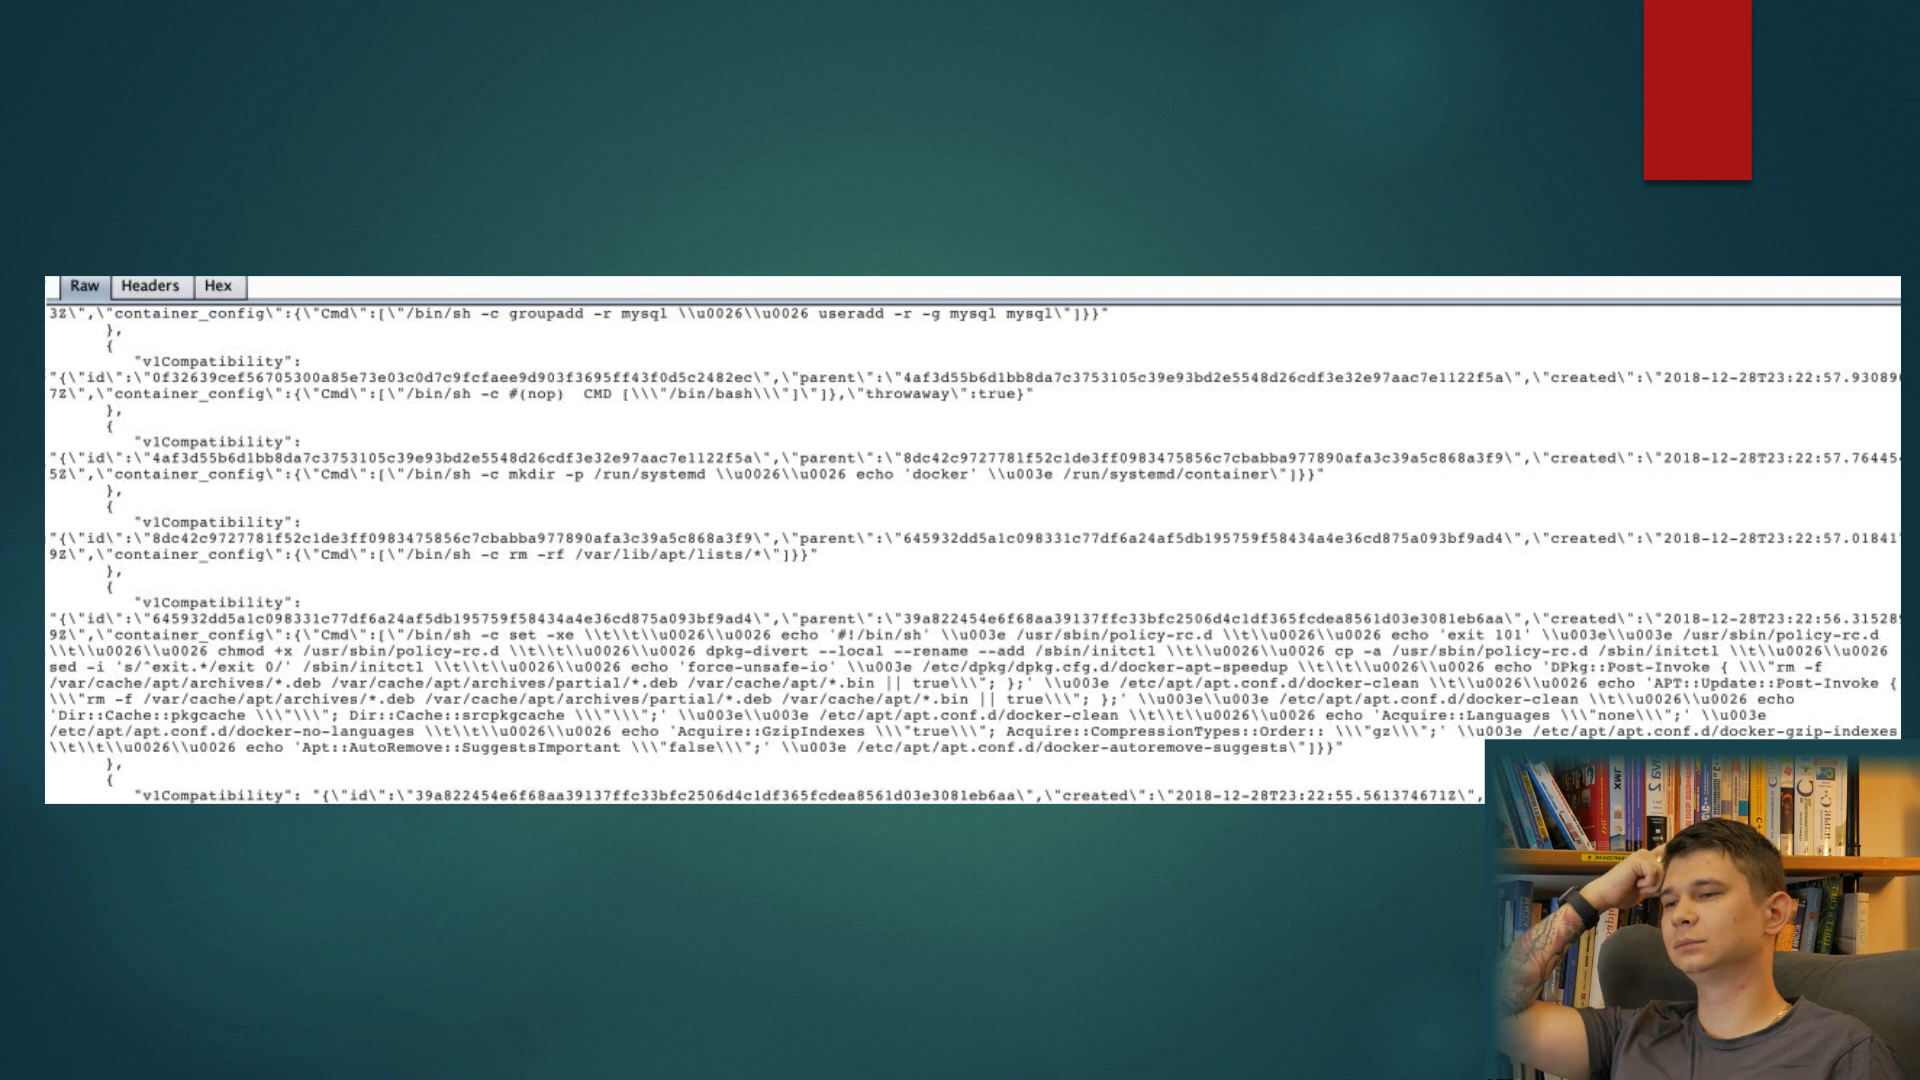 Raw Headers Hex
3Z\",\"container_config\":{\"Cmd\":[\"/bin/sh -c groupadd -r mysql \\u0026\\u0026 useradd -r -g mysql mysql\"]}}"
},
{
"v1Compatibility":
"{\"id\":\"0f32639cef56705300a85e73e03c0d7c9fcfaee9d903f3695ff43f0d5c2482ec\",\"parent\":\"4af3d55b6d1bb8da7c3753105c39e93bd2e5548d26cdf3e32e97aac7e1122f5a\",\"created\":\"2018-12-28T23:22:57.93089
7Z\",\"container_config\":{\"Cmd\":[\"/bin/sh -c #(nop)  CMD [\\\"/bin/bash\\\"]\"]},\"throwaway\":true}"
},
{
"v1Compatibility":
"{\"id\":\"4af3d55b6d1bb8da7c3753105c39e93bd2e5548d26cdf3e32e97aac7e1122f5a\",\"parent\":\"8dc42c9727781f52c1de3ff0983475856c7cbabba977890afa3c39a5c868a3f9\",\"created\":\"2018-12-28T23:22:57.76445
5Z\",\"container_config\":{\"Cmd\":[\"/bin/sh -c mkdir -p /run/systemd \\u0026\\u0026 echo 'docker' \\u003e /run/systemd/container\"]}}"
},
{
"v1Compatibility":
"{\"id\":\"8dc42c9727781f52c1de3ff0983475856c7cbabba977890afa3c39a5c868a3f9\",\"parent\":\"645932dd5a1c098331c77df6a24af5db195759f58434a4e36cd875a093bf9ad4\",\"created\":\"2018-12-28T23:22:57.01841
9Z\",\"container_config\":{\"Cmd\":[\"/bin/sh -c rm -rf /var/lib/apt/lists/*\"]}}"
},
{
"v1Compatibility":
"{\"id\":\"645932dd5a1c098331c77df6a24af5db195759f58434a4e36cd875a093bf9ad4\",\"parent\":\"39a822454e6f68aa39137ffc33bfc2506d4c1df365fcdea8561d03e3081eb6aa\",\"created\":\"2018-12-28T23:22:56.31528
9Z\",\"container_config\":{\"Cmd\":[\"/bin/sh -c set -xe \\t\\t\\u0026\\u0026 echo '#!/bin/sh' \\u003e /usr/sbin/policy-rc.d \\t\\u0026\\u0026 echo 'exit 101' \\u003e\\u003e /usr/sbin/policy-rc.d
\\t\\u0026\\u0026 chmod +x /usr/sbin/policy-rc.d \\t\\t\\u0026\\u0026 dpkg-divert --local --rename --add /sbin/initctl \\t\\u0026\\u0026 cp -a /usr/sbin/policy-rc.d /sbin/initctl \\t\\u0026\\u0026
sed -i 's/^exit.*/exit 0/' /sbin/initctl \\t\\t\\u0026\\u0026 echo 'force-unsafe-io' \\u003e /etc/dpkg/dpkg.cfg.d/docker-apt-speedup \\t\\t\\u0026\\u0026 echo 'DPkg::Post-Invoke { \\\"rm -f
/var/cache/apt/archives/*.deb /var/cache/apt/archives/partial/*.deb /var/cache/apt/*.bin || true\\\"; };' \\u003e /etc/apt/apt.conf.d/docker-clean \\t\\u0026\\u0026 echo 'APT::Update::Post-Invoke {
\\\"rm -f /var/cache/apt/archives/*.deb /var/cache/apt/archives/partial/*.deb /var/cache/apt/*.bin || true\\\"; };' \\u003e\\u003e /etc/apt/apt.conf.d/docker-clean \\t\\u0026\\u0026 echo
'Dir::Cache::pkgcache \\\"\\\"; Dir::Cache::srcpkgcache \\\"\\\";' \\u003e\\u003e /etc/apt/apt.conf.d/docker-clean \\t\\t\\u0026\\u0026 echo 'Acquire::Languages \\\"none\\\";' \\u003e
/etc/apt/apt.conf.d/docker-no-languages \\t\\t\\u0026\\u0026 echo 'Acquire::GzipIndexes \\\"true\\\"; Acquire::CompressionTypes::Order:: \\\"gz\\\";' \\u003e /etc/apt/apt.conf.d/docker-gzip-indexes
\\t\\t\\u0026\\u0026 echo 'Apt::AutoRemove::SuggestsImportant \\\"false\\\";' \\u003e /etc/apt/apt.conf.d/docker-autoremove-suggests\"]}}"
},
{
"v1Compatibility": "{\"id\":\"39a822454e6f68aa39137ffc33bfc2506d4c1df365fcdea8561d03e3081eb6aa\",\"created\":\"2018-12-28T23:22:55.561374671Z\",